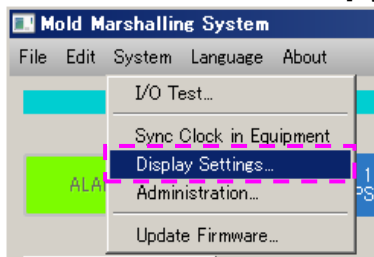 Mold Marshalling System
File Edit System Language About
I/O Test...
Sync Clock in Equipment
Display Settings...
Administration...
Update Firmware...